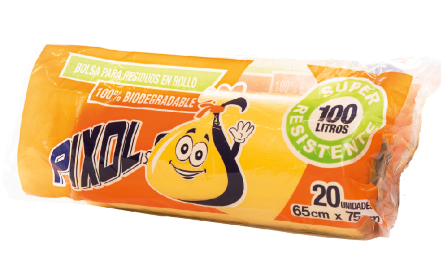 BOLSA PARA RESIDUOS EN ROLLO
100% BIODEGRADABLE
PIXOL
SUPER
100
LITROS
RESISTENTE
20 UNIDADES
65cm x 75